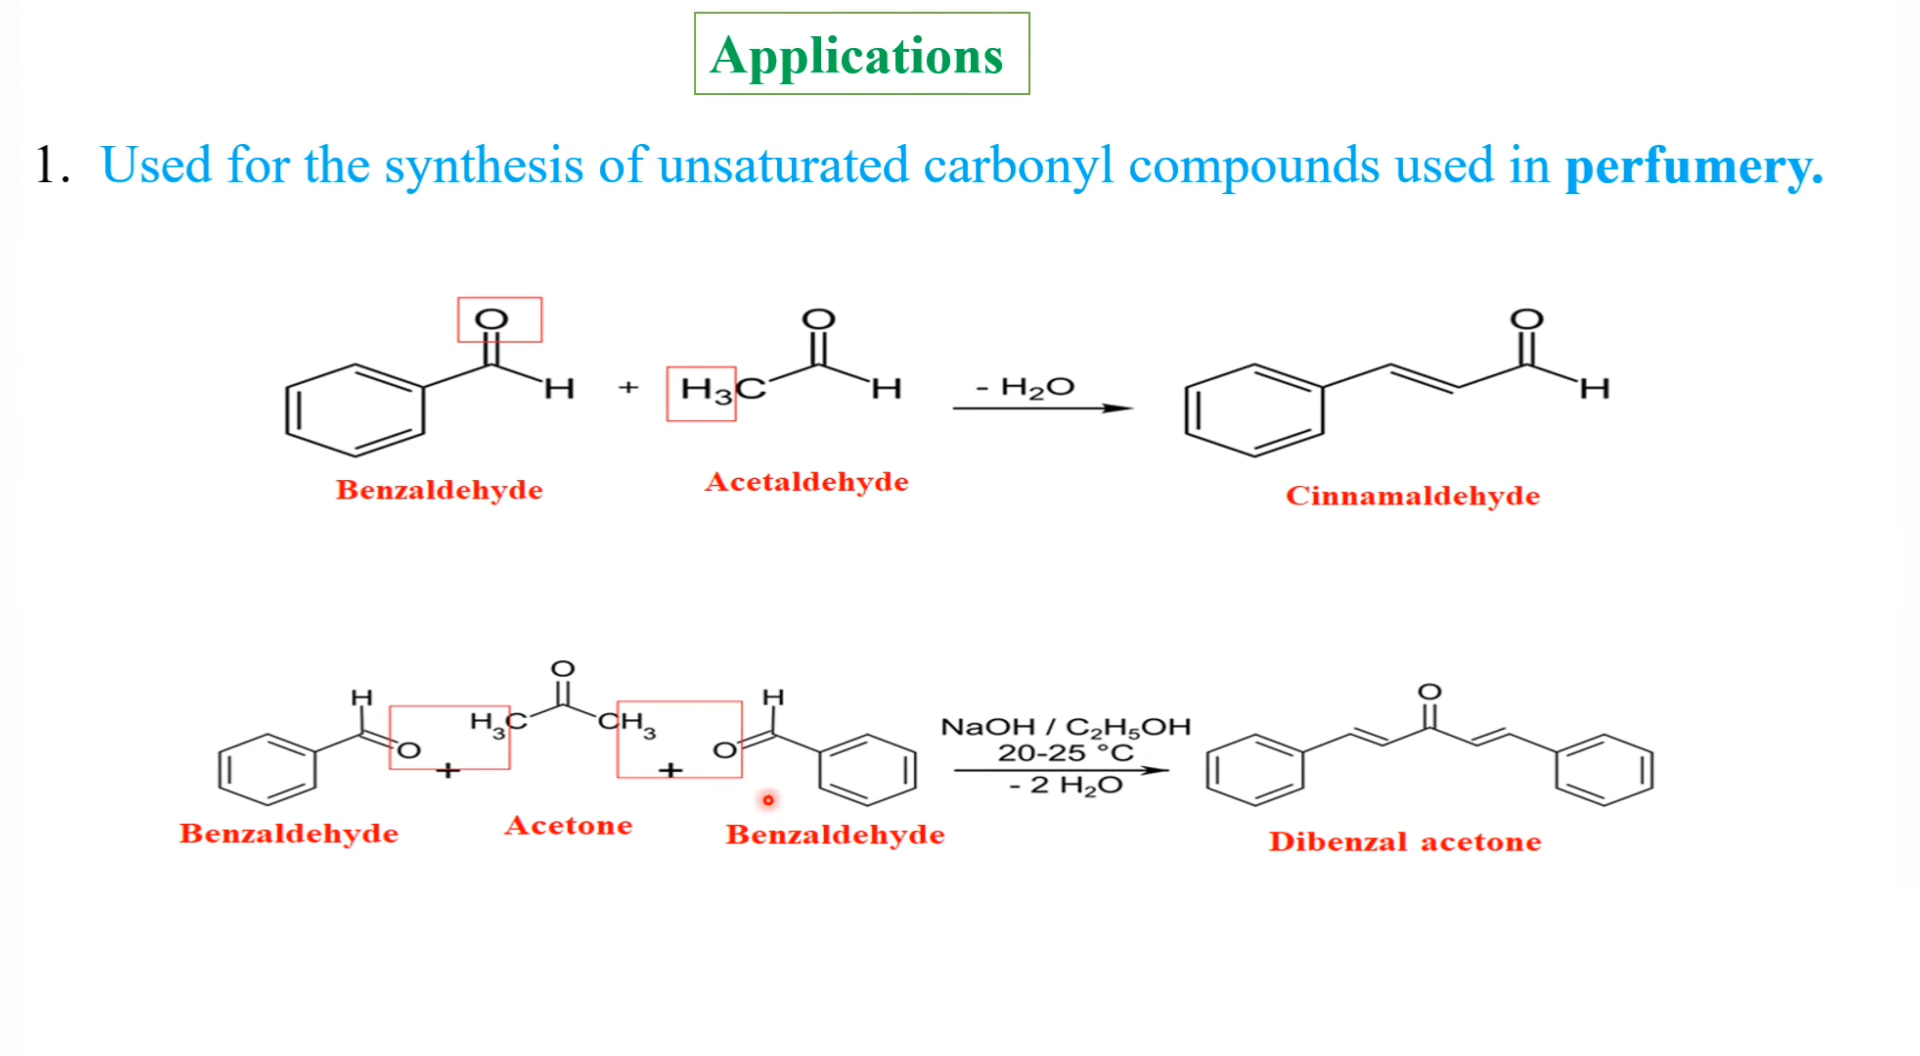 Applications
1. Used for the synthesis of unsaturated carbonyl compounds used in perfumery.
O O O
H + H₃C H - H₂O H
Benzaldehyde Acetaldehyde Cinnamaldehyde
O O
H H₃C CH₃ H NaOH / C₂H₅OH
O + + O 20-25 °C
- 2 H₂O
Benzaldehyde Acetone Benzaldehyde Dibenzal acetone